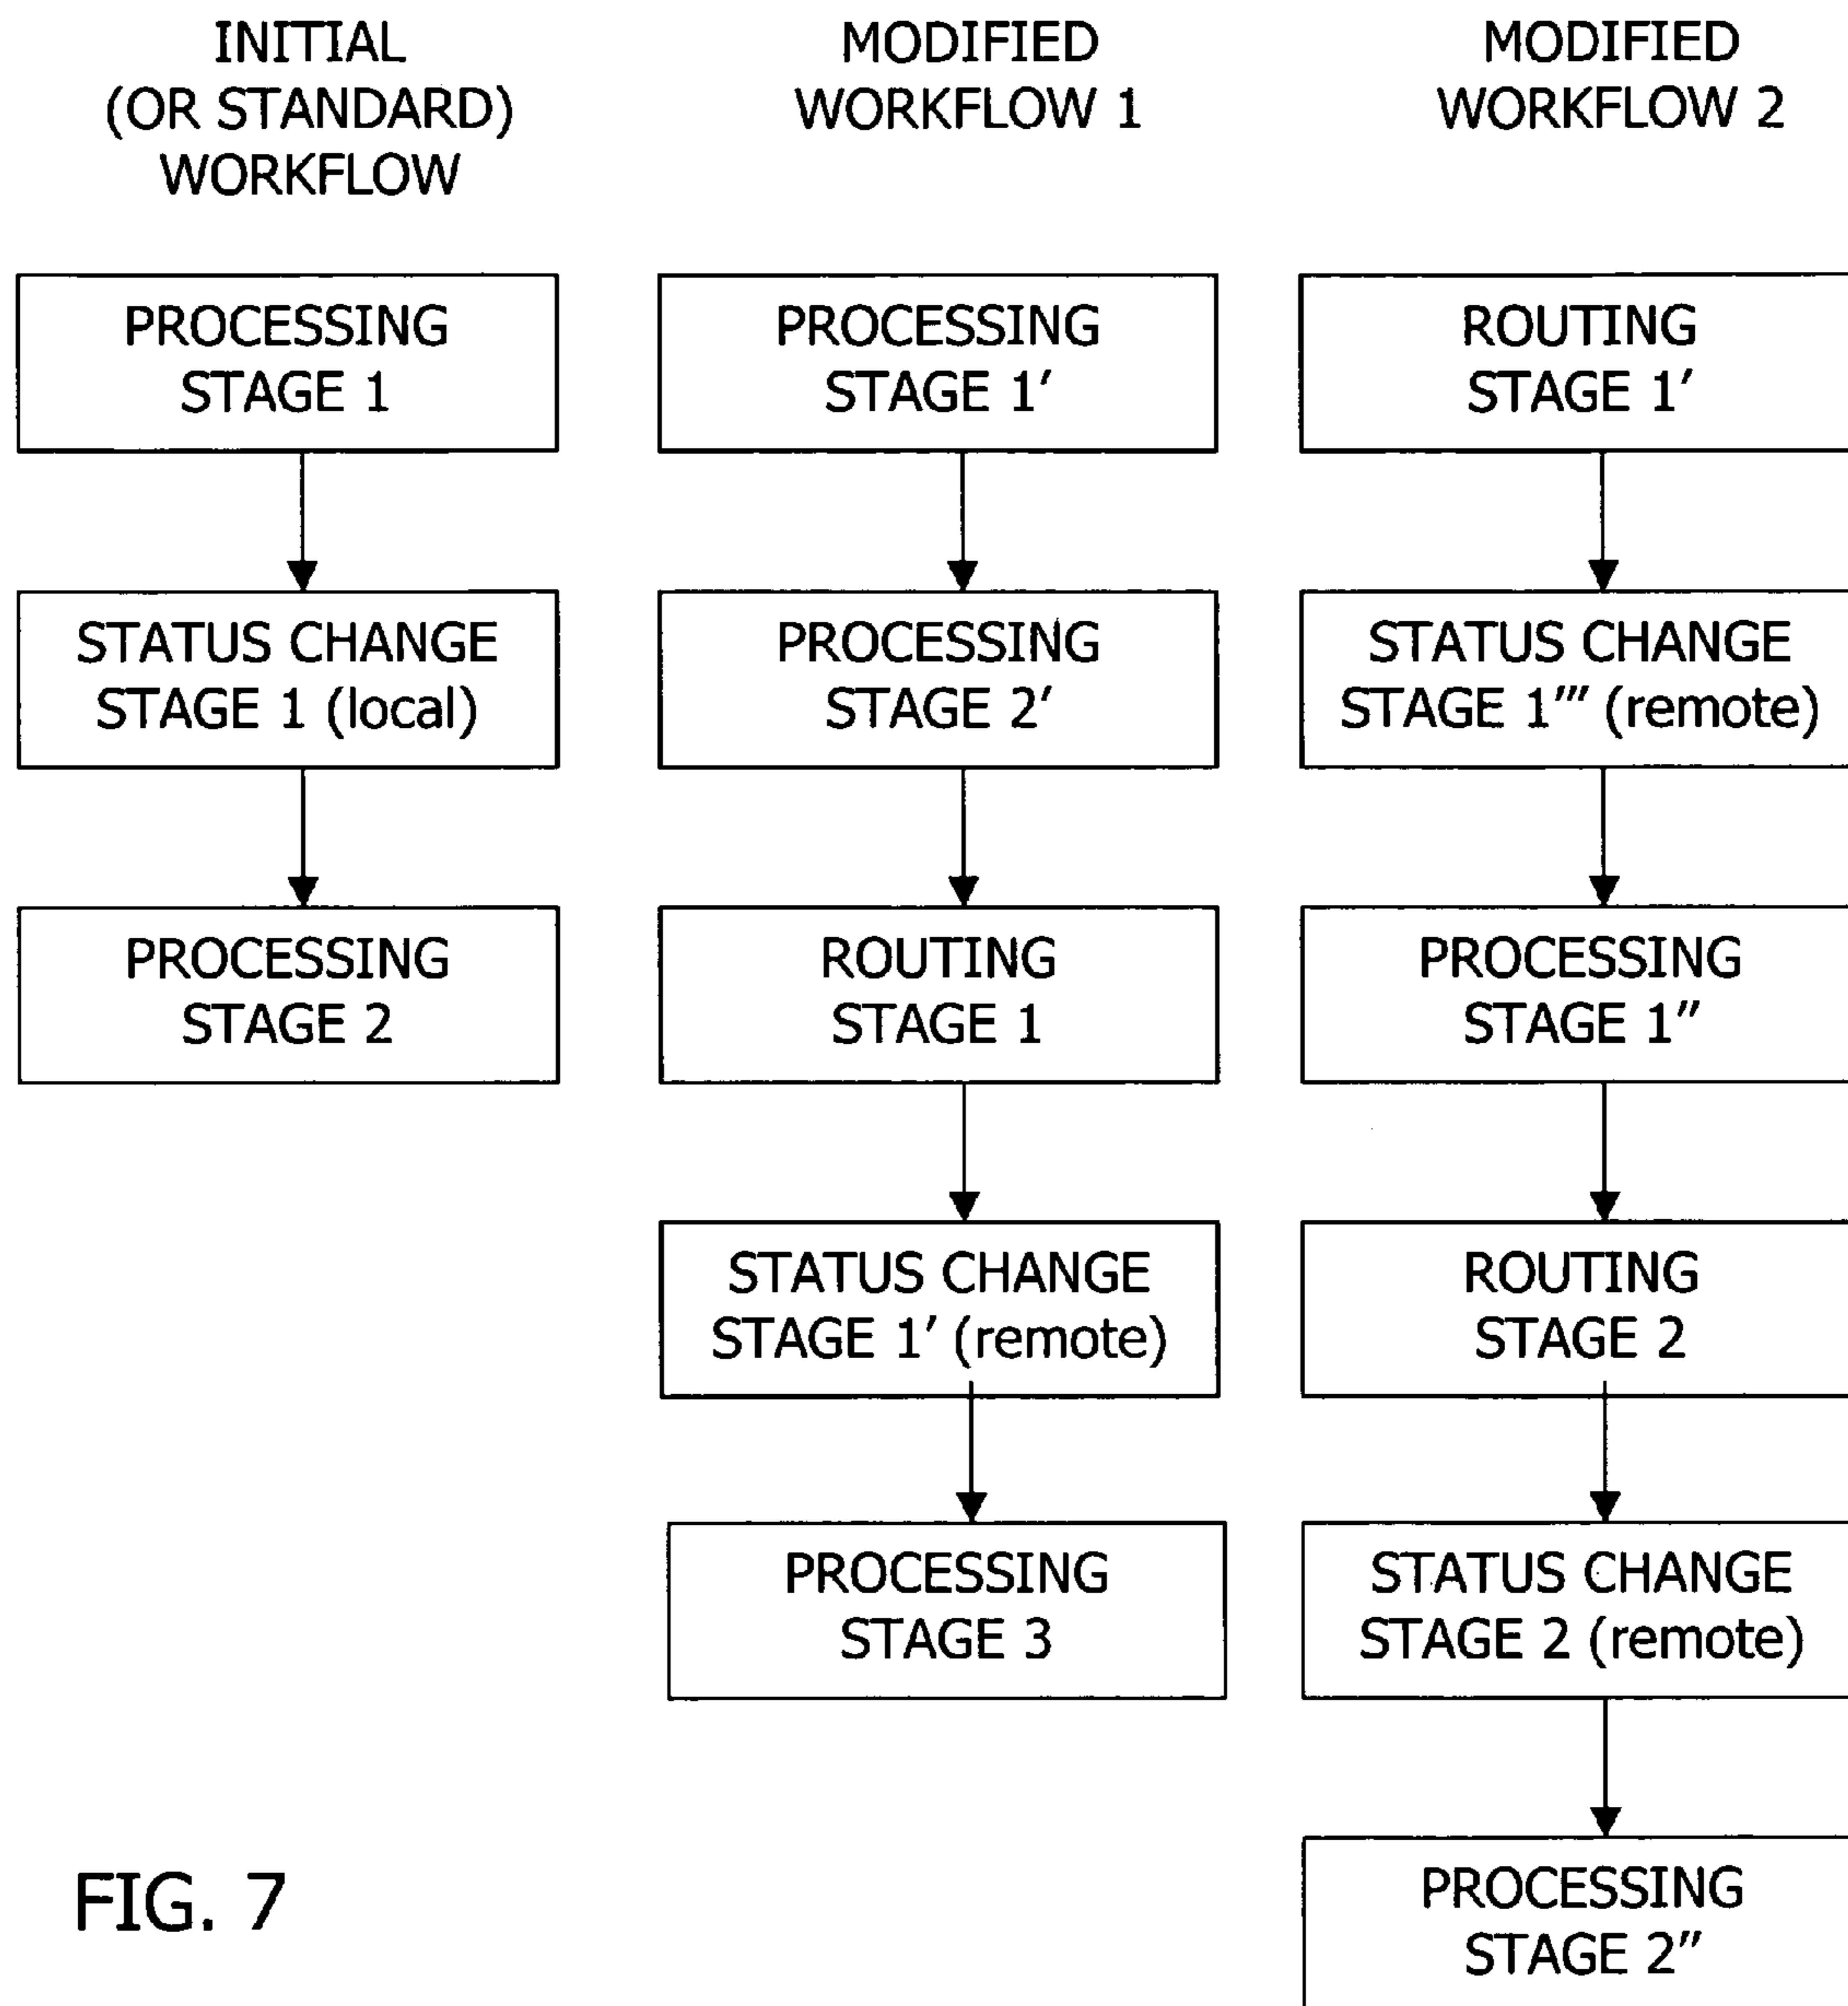 INITIAL
(OR STANDARD)
WORKFLOW
PROCESSING
STAGE 1
STATUS CHANGE
STAGE 1 (local)
PROCESSING
STAGE 2
MODIFIED
WORKFLOW 1
PROCESSING
STAGE 1′
PROCESSING
STAGE 2′
ROUTING
STAGE 1
STATUS CHANGE
STAGE 1′ (remote)
PROCESSING
STAGE 3
MODIFIED
WORKFLOW 2
ROUTING
STAGE 1′
STATUS CHANGE
STAGE 1‴ (remote)
PROCESSING
STAGE 1″
ROUTING
STAGE 2
STATUS CHANGE
STAGE 2 (remote)
PROCESSING
STAGE 2″
FIG. 7